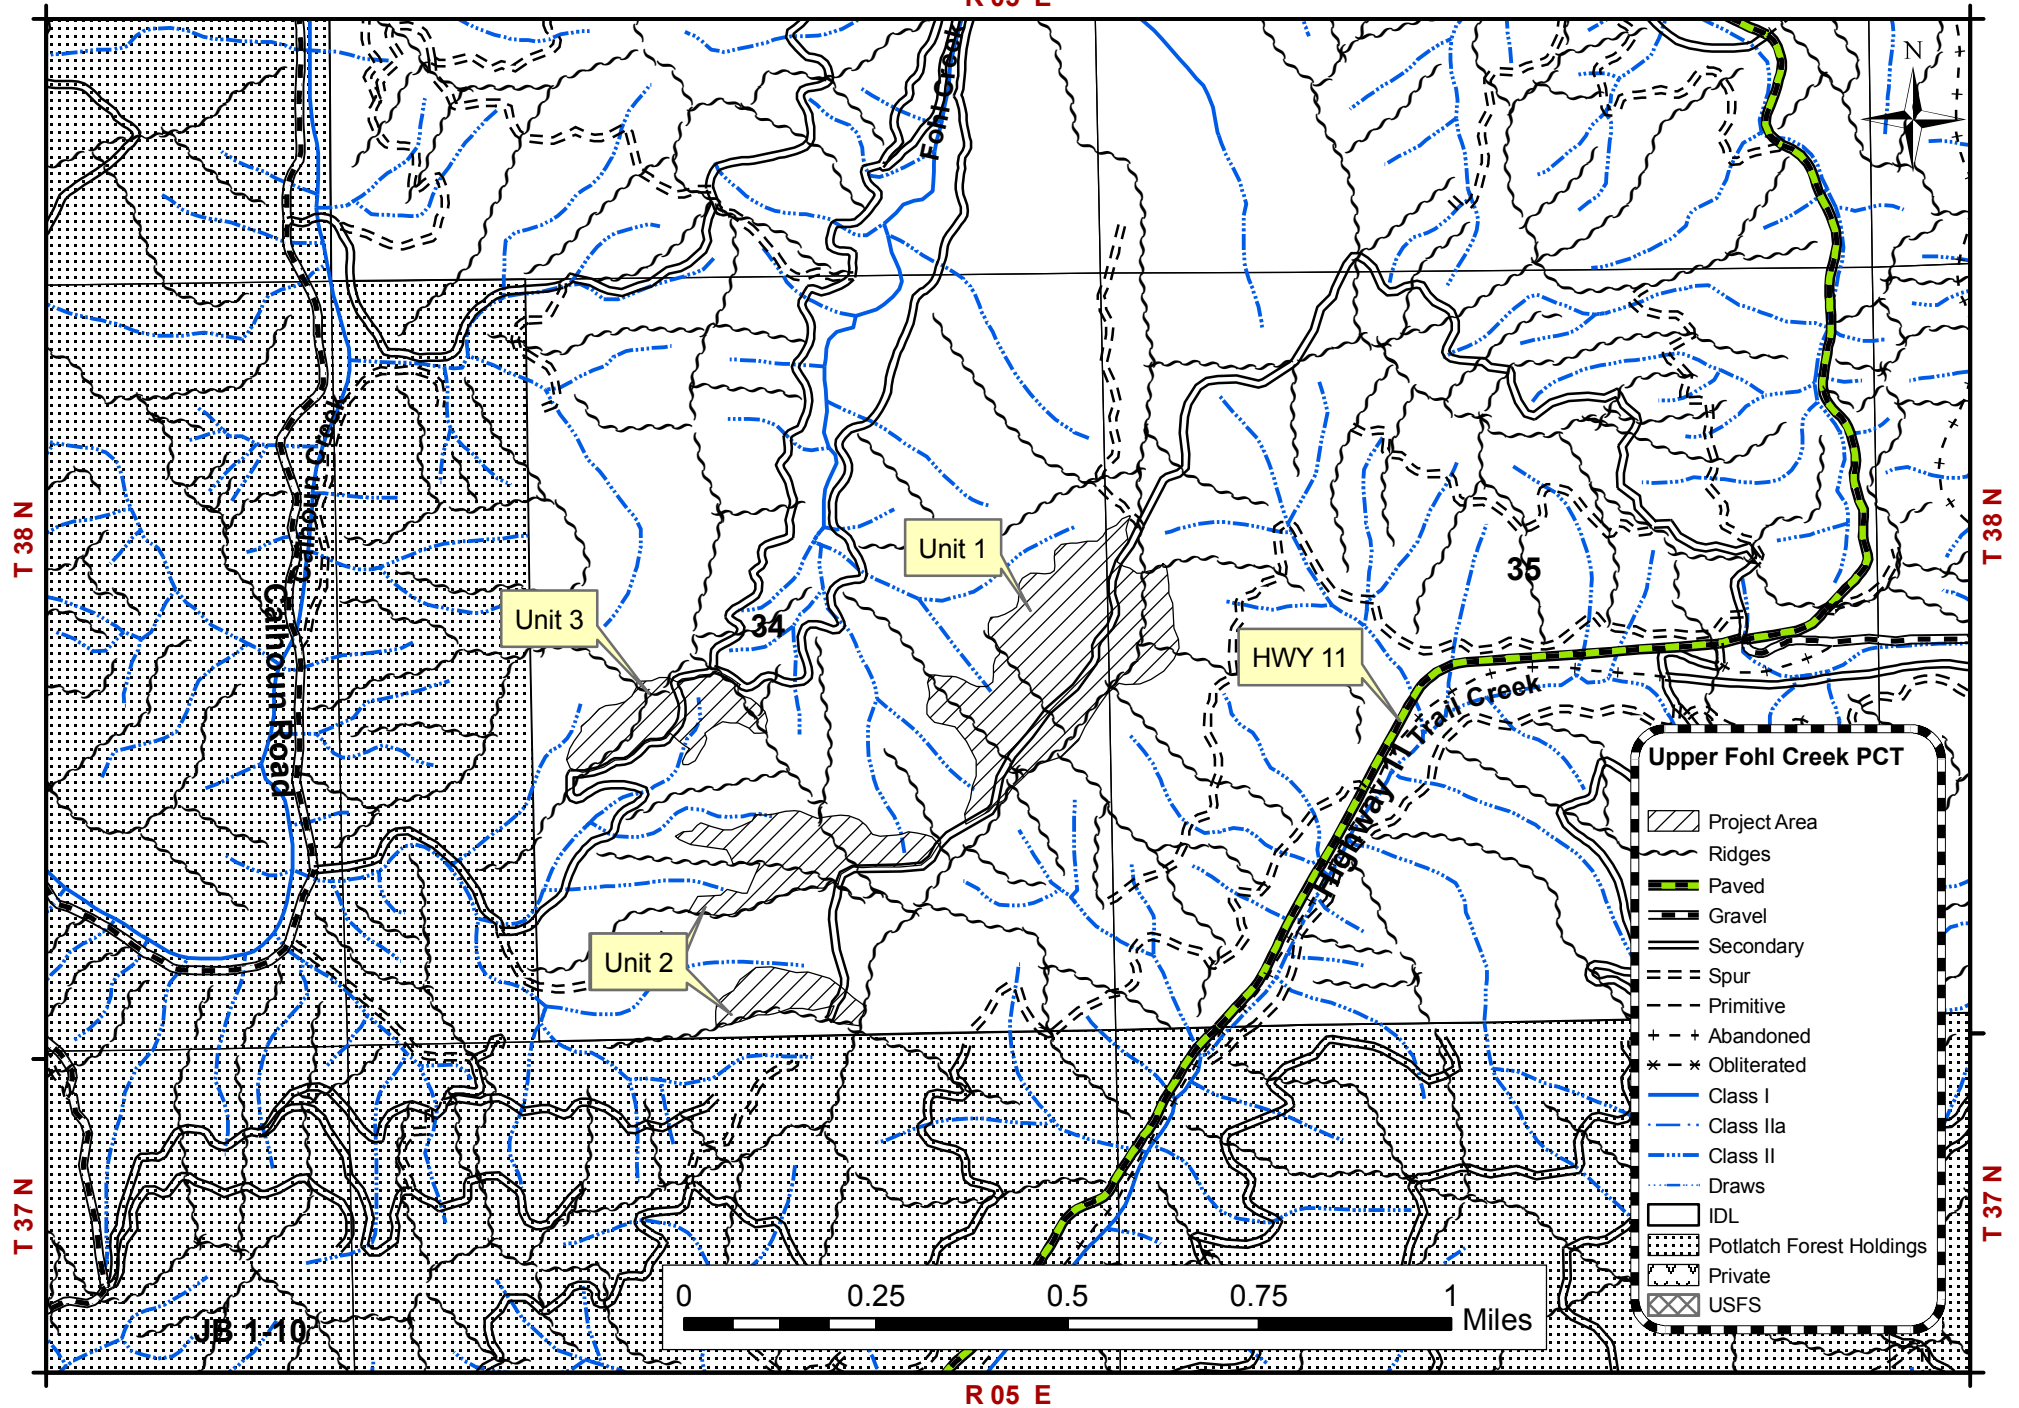 R 05 E
N
Fohl Creek
Calhoun Creek
T 38 N
T 38 N
Unit 1
35
Unit 3
34
HWY 11
Calhoun Road
Trail Creek
Highway 11
Unit 2
Upper Fohl Creek PCT
Project Area
Ridges
Paved
Gravel
Secondary
Spur
Primitive
Abandoned
Obliterated
Class I
Class IIa
Class II
Draws
IDL
Potlatch Forest Holdings
Private
USFS
T 37 N
T 37 N
0 0.25 0.5 0.75 1
Miles
JB 1-10
R 05 E